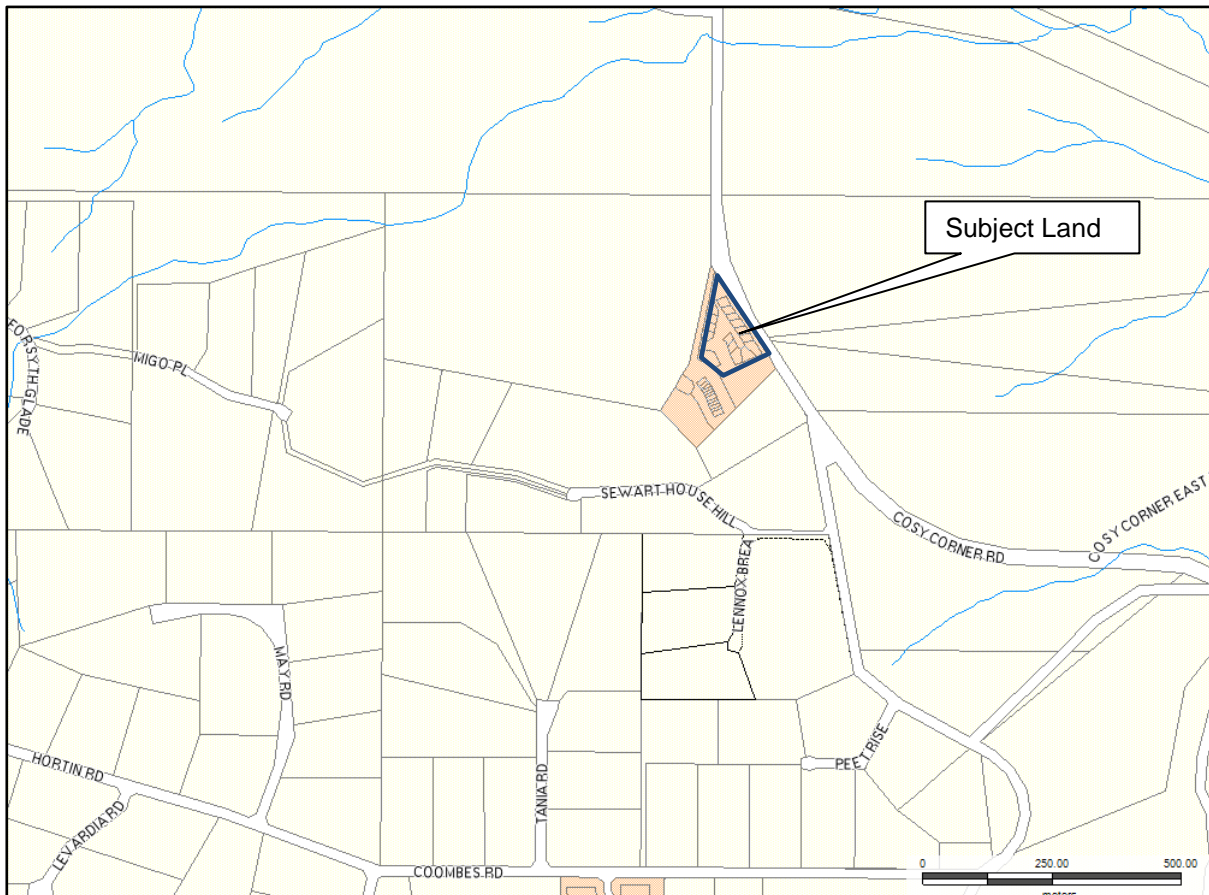 Subject Land
FORSYTH GLADE
MIGO PL
SEWART HOUSE HILL
COSY CORNER RD
COSY CORNER EAST
LENNOX BREA
MAY RD
PEET RISE
HORTIN RD
TANIA RD
LEVARDIA RD
COOMBES RD
0 250.00 500.00
meters